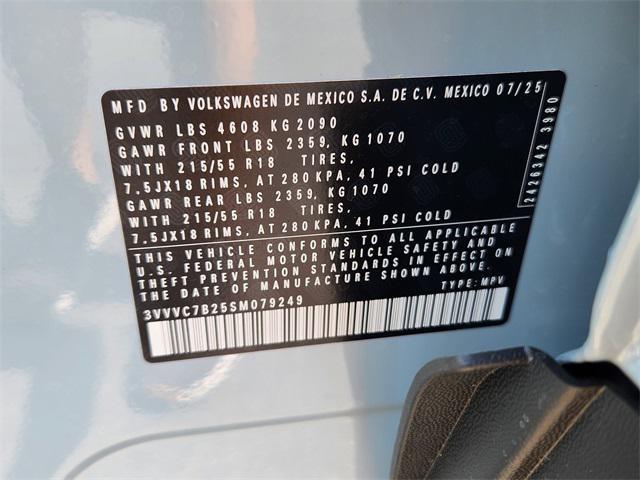 MFD BY VOLKSWAGEN DE MEXICO S.A. DE C.V. MEXICO 07/25
GVWR LBS 4608 KG 2090
GAWR FRONT LBS 2359, KG 1070
WITH 215/55 R18 TIRES,
7.5JX18 RIMS, AT 280 KPA, 41 PSI COLD
GAWR REAR LBS 2359, KG 1070
WITH 215/55 R18 TIRES,
7.5JX18 RIMS, AT 280 KPA, 41 PSI COLD
THIS VEHICLE CONFORMS TO ALL APPLICABLE
U.S. FEDERAL MOTOR VEHICLE SAFETY AND
THEFT PREVENTION STANDARDS IN EFFECT ON
THE DATE OF MANUFACTURE SHOWN ABOVE.
3VVVC7B25SM079249 TYPE: MPV
2426342 3980